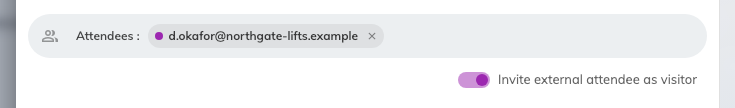 Attendees : d.okafor@northgate-lifts.example ×
Invite external attendee as visitor